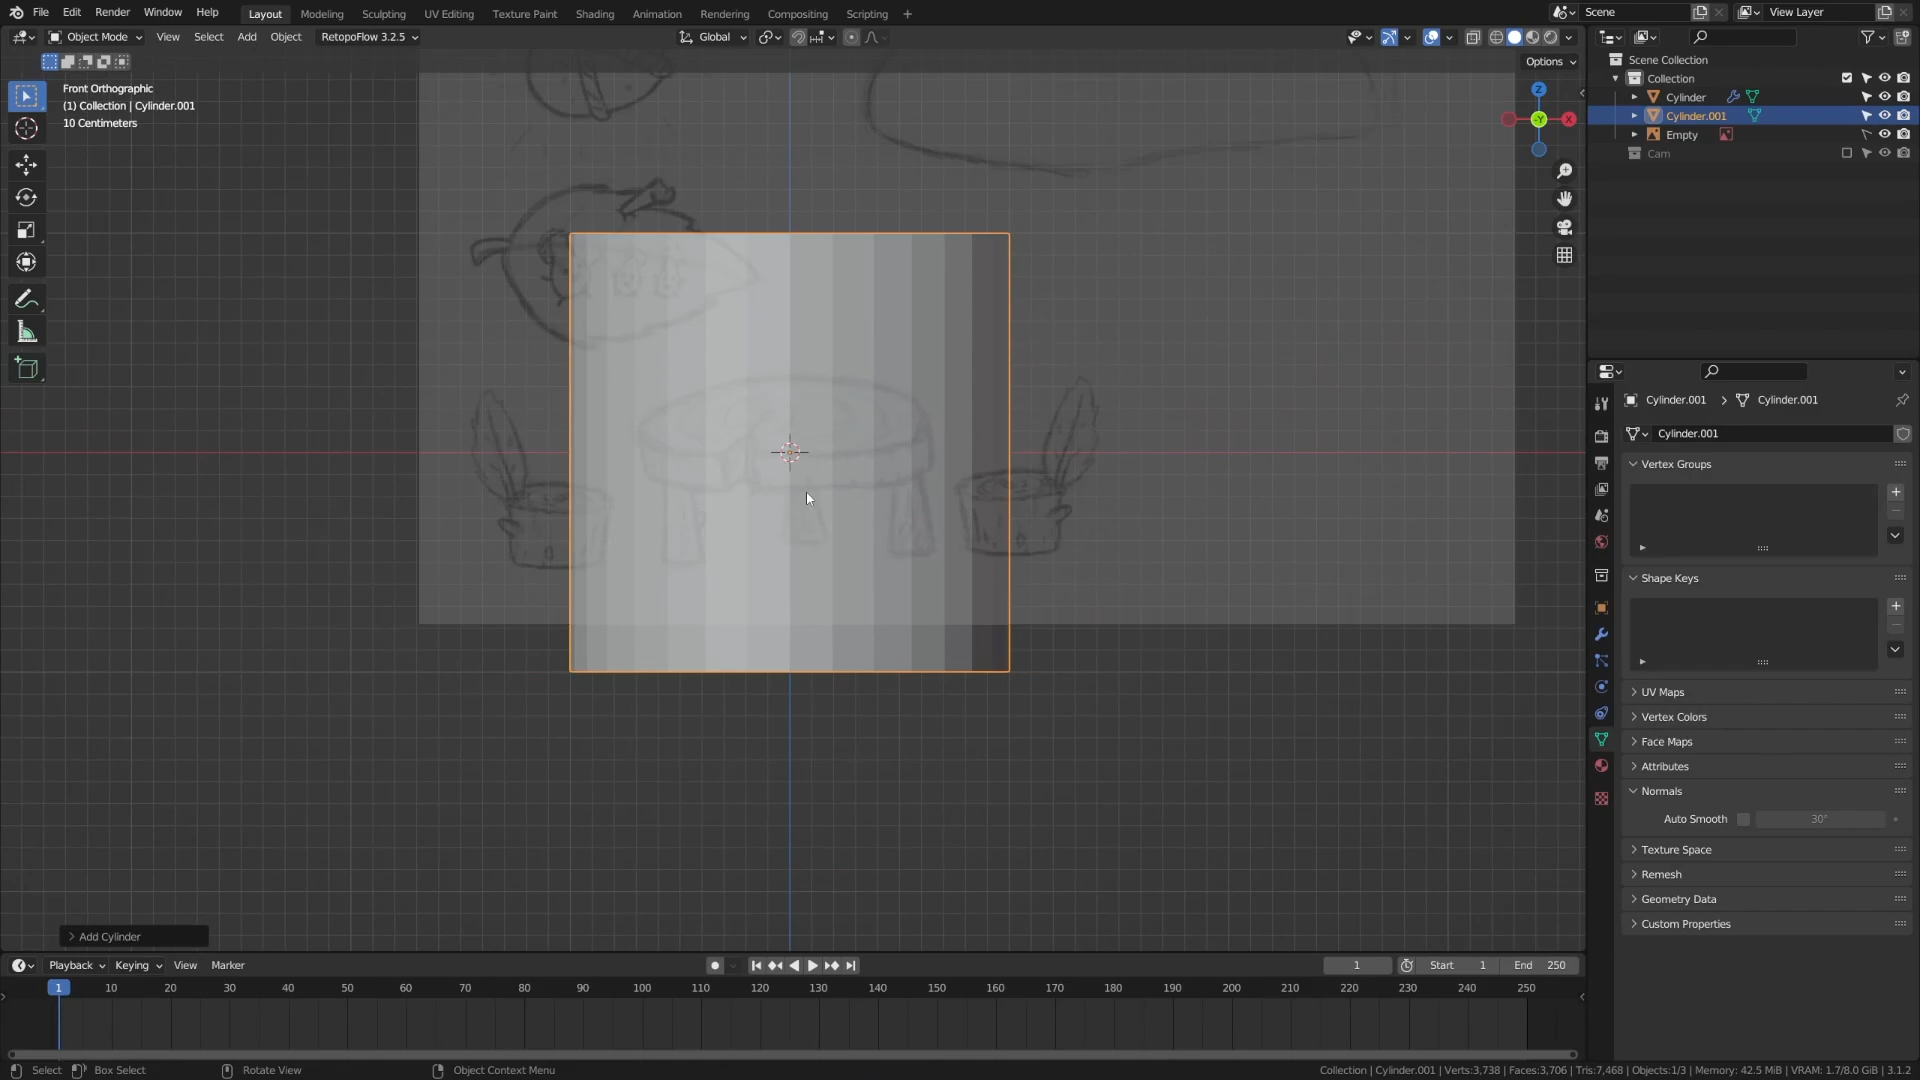 File Edit Render Window Help Layout Modeling Sculpting UV Editing Texture Paint Shading Animation Rendering Compositing Scripting + Scene View Layer
Object Mode View Select Add Object RetopoFlow 3.2.5 Global
Options
Front Orthographic
(1) Collection | Cylinder.001
10 Centimeters
Z
-Y
X
Scene Collection
Collection
Cylinder
Cylinder.001
Empty
Cam
Cylinder.001 > Cylinder.001
Cylinder.001
Vertex Groups
Shape Keys
UV Maps
Vertex Colors
Face Maps
Attributes
Normals
Auto Smooth 30°
Texture Space
Remesh
Geometry Data
Custom Properties
> Add Cylinder
Playback Keying View Marker 1 Start 1 End 250
1 10 20 30 40 50 60 70 80 90 100 110 120 130 140 150 160 170 180 190 200 210 220 230 240 250
Select Box Select Rotate View Object Context Menu Collection | Cylinder.001 | Verts:3,738 | Faces:3,706 | Tris:7,468 | Objects:1/3 | Memory: 42.5 MiB | VRAM: 1.7/8.0 GiB | 3.1.2